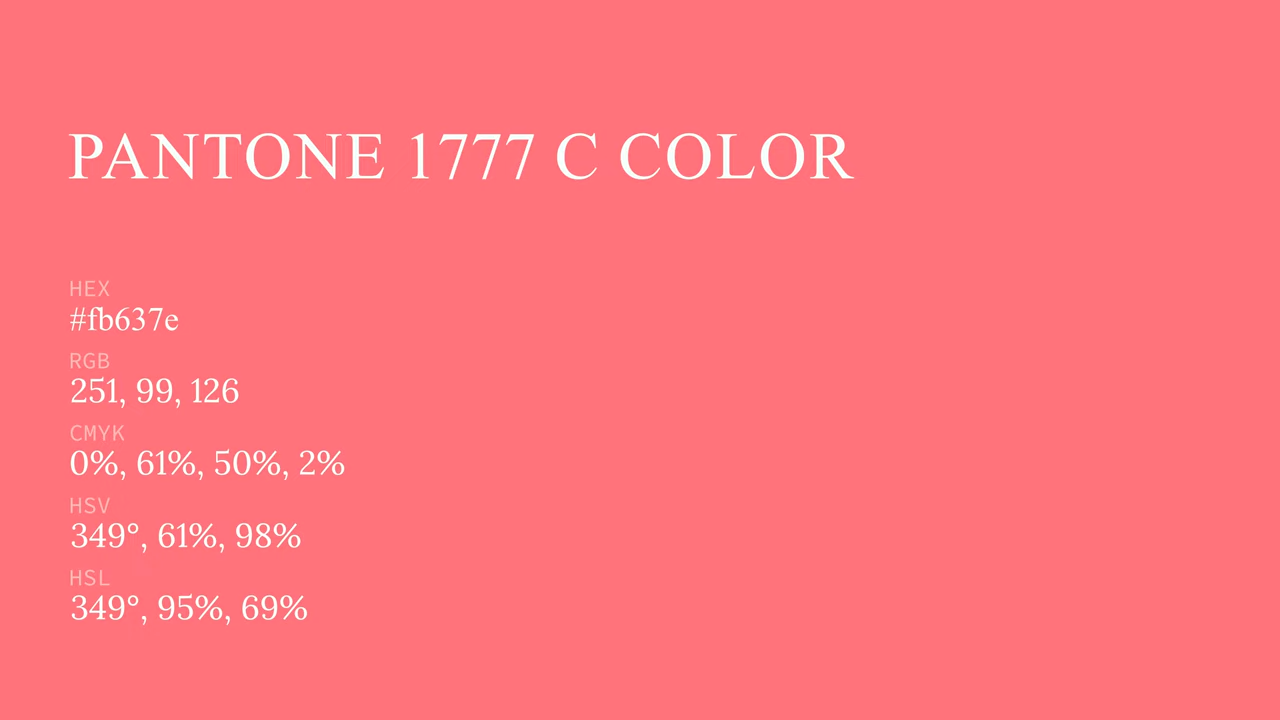 PANTONE 1777 C COLOR
HEX
#fb637e
RGB
251, 99, 126
CMYK
0%, 61%, 50%, 2%
HSV
349°, 61%, 98%
HSL
349°, 95%, 69%